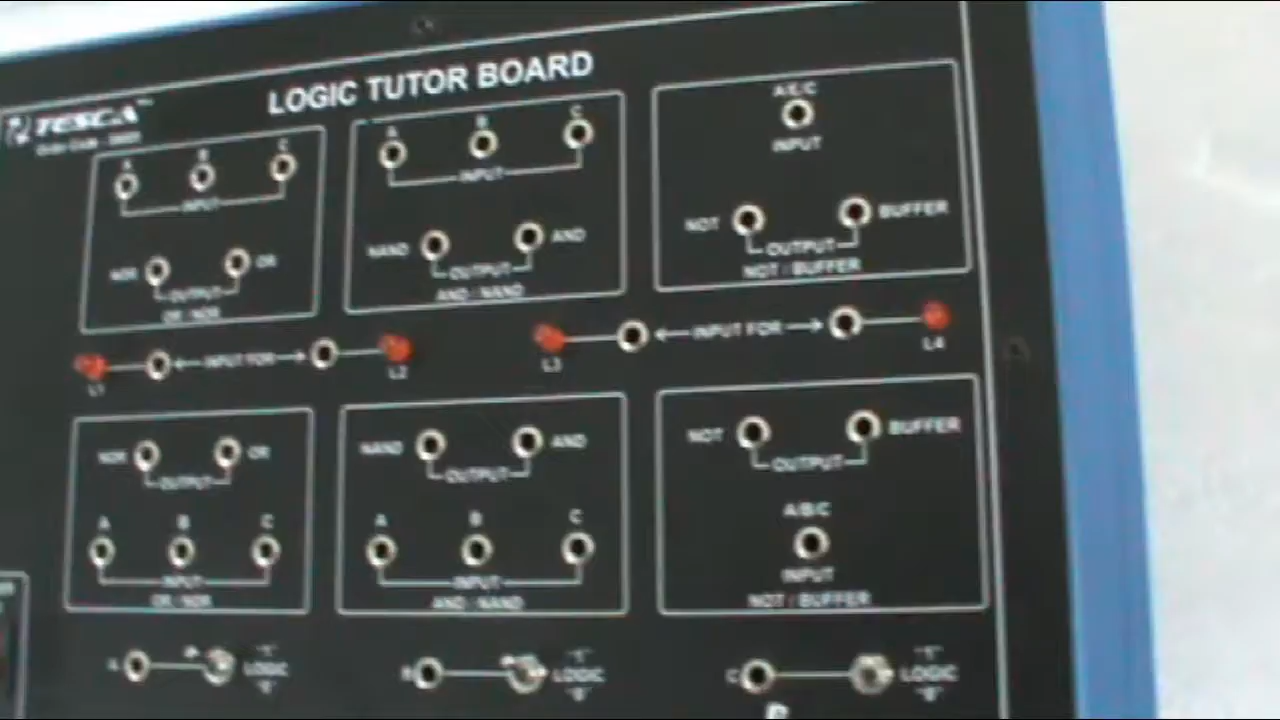 LOGIC TUTOR BOARD
TESCA
A B C
INPUT
NOR OR
OUTPUT
OR / NOR
A B C
INPUT
NAND AND
OUTPUT
AND / NAND
INPUT
NOT BUFFER
OUTPUT
NOT / BUFFER
L1 INPUT FOR L2
L3 INPUT FOR L4
NOR OR
OUTPUT
A B C
INPUT
OR / NOR
NAND AND
OUTPUT
A B C
INPUT
AND / NAND
NOT BUFFER
OUTPUT
A/B/C
INPUT
NOT / BUFFER
A "1" LOGIC "0"
B "1" LOGIC "0"
C "1" LOGIC "0"